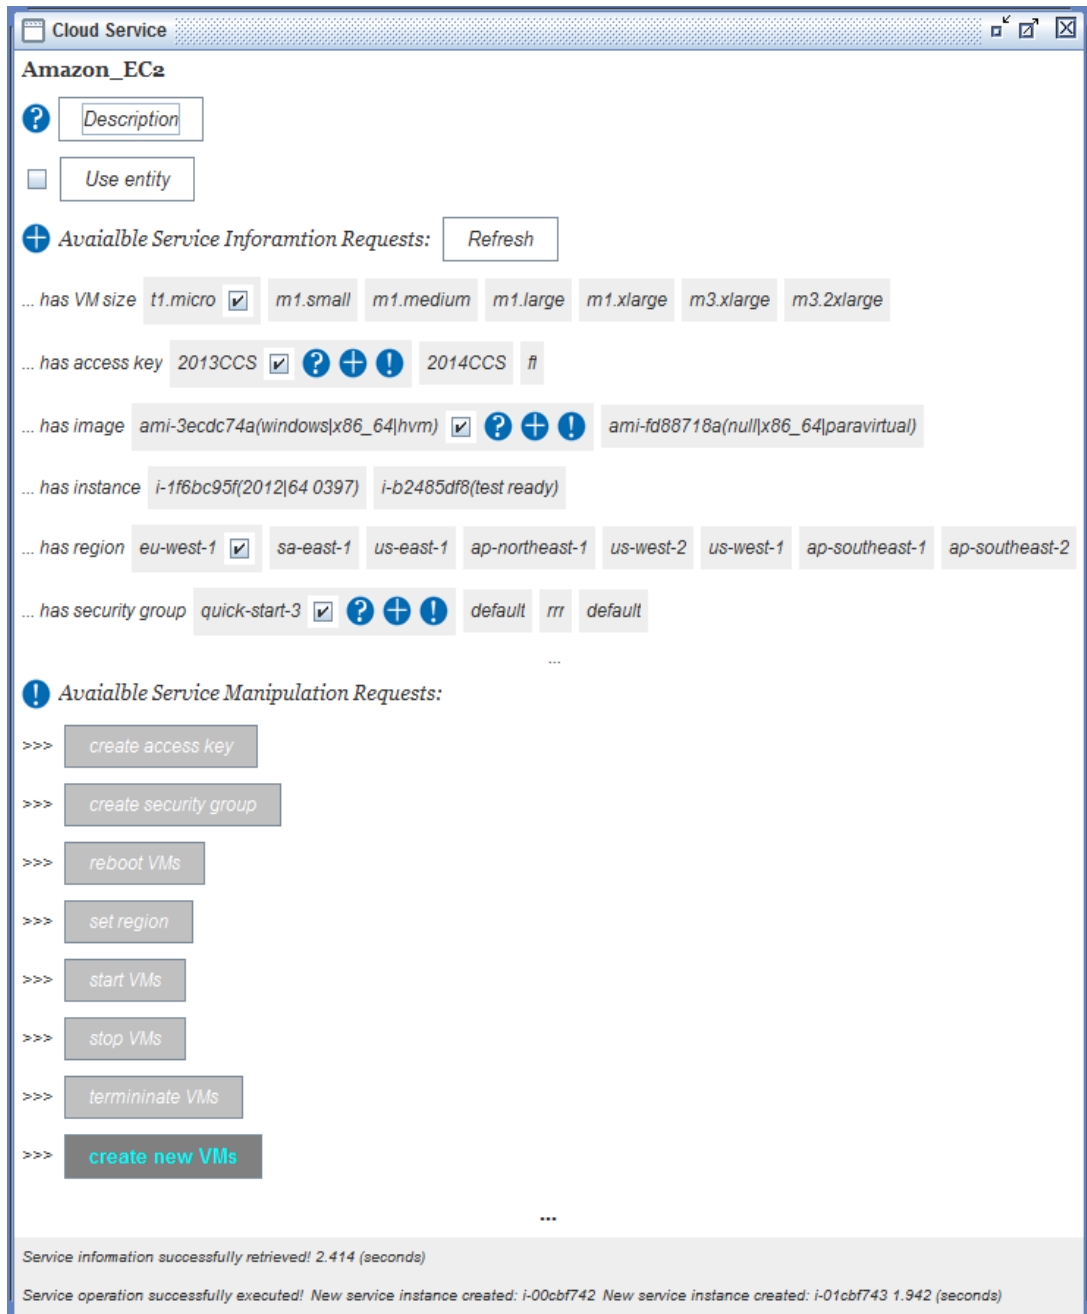 Cloud Service
Amazon_EC2
Description
Use entity
Avaialble Service Inforamtion Requests: Refresh
... has VM size t1.micro m1.small m1.medium m1.large m1.xlarge m3.xlarge m3.2xlarge
... has access key 2013CCS 2014CCS fl
... has image ami-3ecdc74a(windows|x86_64|hvm) ami-fd88718a(null|x86_64|paravirtual)
... has instance i-1f6bc95f(2012|64 0397) i-b2485df8(test ready)
... has region eu-west-1 sa-east-1 us-east-1 ap-northeast-1 us-west-2 us-west-1 ap-southeast-1 ap-southeast-2
... has security group quick-start-3 default rrr default
...
Avaialble Service Manipulation Requests:
>>> create access key
>>> create security group
>>> reboot VMs
>>> set region
>>> start VMs
>>> stop VMs
>>> termininate VMs
>>> create new VMs
...
Service information successfully retrieved! 2.414 (seconds)
Service operation successfully executed! New service instance created: i-00cbf742 New service instance created: i-01cbf743 1.942 (seconds)